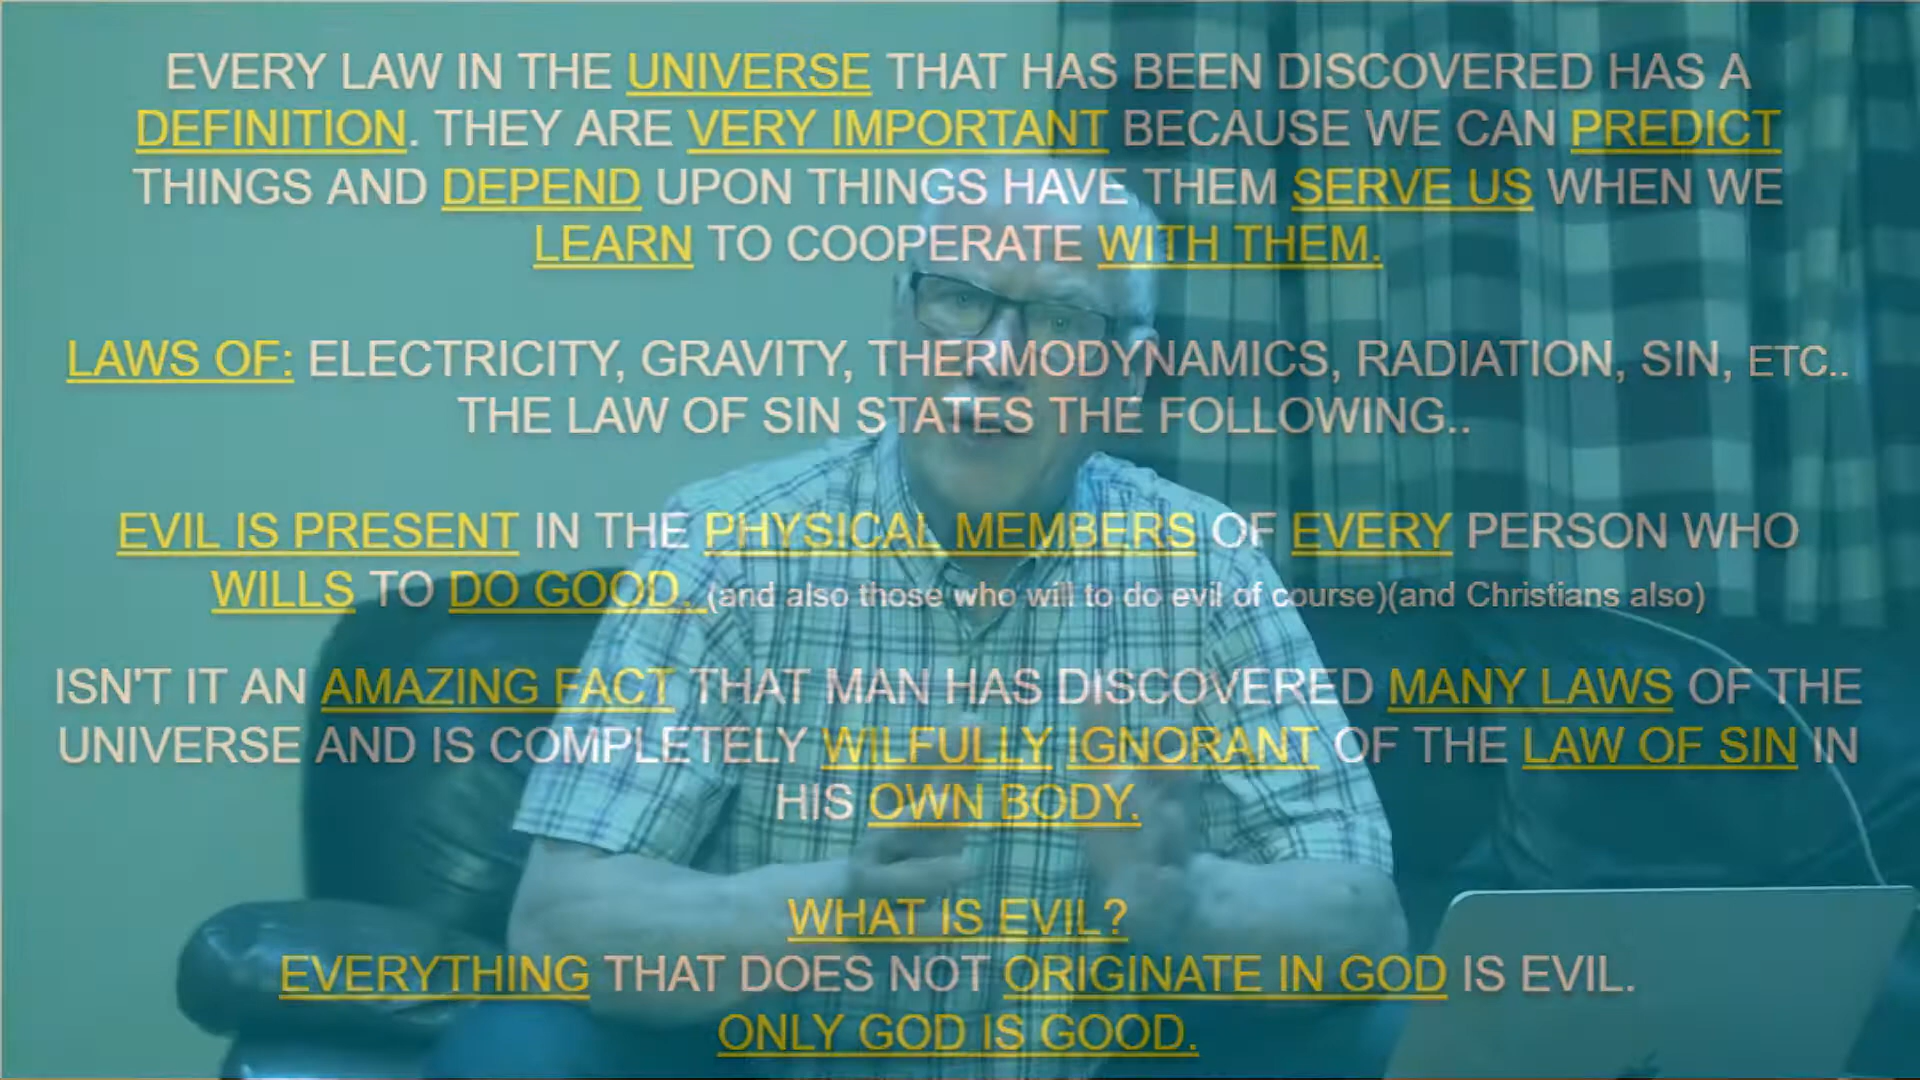 EVERY LAW IN THE UNIVERSE THAT HAS BEEN DISCOVERED HAS A
DEFINITION. THEY ARE VERY IMPORTANT BECAUSE WE CAN PREDICT
THINGS AND DEPEND UPON THINGS HAVE THEM SERVE US WHEN WE
LEARN TO COOPERATE WITH THEM.
LAWS OF: ELECTRICITY, GRAVITY, THERMODYNAMICS, RADIATION, SIN, ETC..
THE LAW OF SIN STATES THE FOLLOWING..
EVIL IS PRESENT IN THE PHYSICAL MEMBERS OF EVERY PERSON WHO
WILLS TO DO GOOD. (and also those who will to do evil of course)(and Christians also)
ISN'T IT AN AMAZING FACT THAT MAN HAS DISCOVERED MANY LAWS OF THE
UNIVERSE AND IS COMPLETELY WILFULLY IGNORANT OF THE LAW OF SIN IN
HIS OWN BODY.
WHAT IS EVIL?
EVERYTHING THAT DOES NOT ORIGINATE IN GOD IS EVIL.
ONLY GOD IS GOOD.